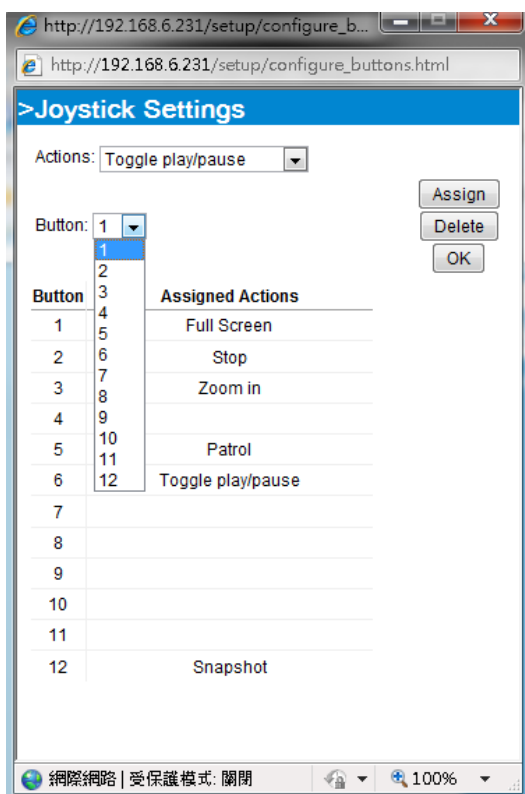 http://192.168.6.231/setup/configure_b...
http://192.168.6.231/setup/configure_buttons.html
>Joystick Settings
Actions: Toggle play/pause
Assign
Button: 1
Delete
OK
1
2
3
4
5
6
7
8
9
10
11
12
Button Assigned Actions
1 Full Screen
2 Stop
3 Zoom in
4
5 Patrol
6 Toggle play/pause
7
8
9
10
11
12 Snapshot
網際網路 | 受保護模式: 關閉 100%